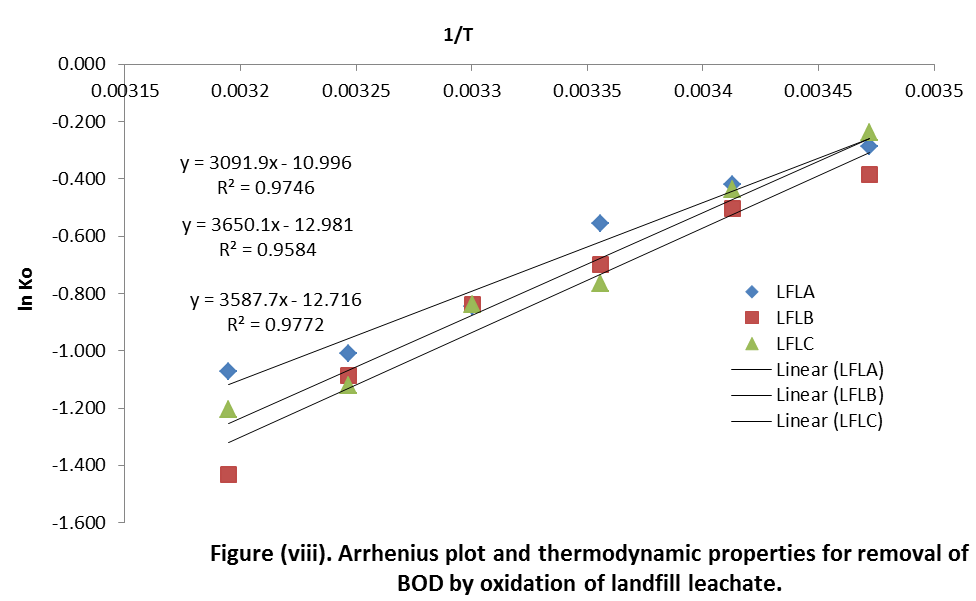 1/T
0.000
0.00315 0.0032 0.00325 0.0033 0.00335 0.0034 0.00345 0.0035
-0.200
-0.400
-0.600
-0.800
-1.000
-1.200
-1.400
-1.600
ln Ko
y = 3091.9x - 10.996
R² = 0.9746
y = 3650.1x - 12.981
R² = 0.9584
y = 3587.7x - 12.716
R² = 0.9772
LFLA
LFLB
LFLC
Linear (LFLA)
Linear (LFLB)
Linear (LFLC)
Figure (viii). Arrhenius plot and thermodynamic properties for removal of
BOD by oxidation of landfill leachate.